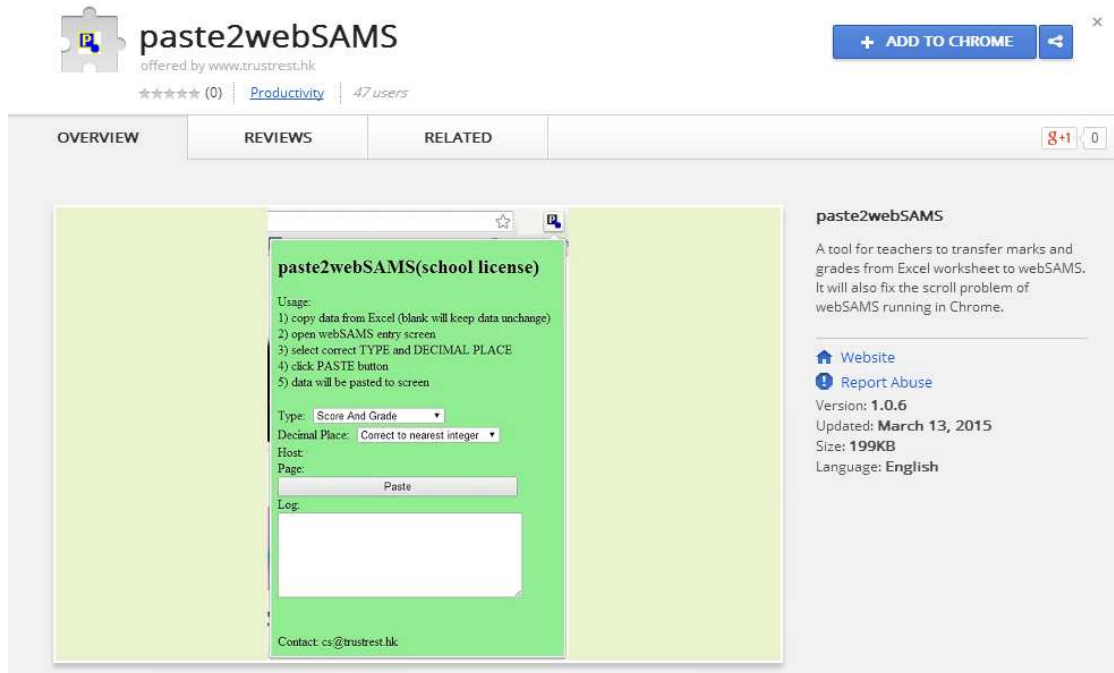 paste2webSAMS
offered by www.trustrest.hk
(0) Productivity 47 users
+ ADD TO CHROME
×
OVERVIEW REVIEWS RELATED
g+1 0
paste2webSAMS(school license)
Usage:
1) copy data from Excel (blank will keep data unchange)
2) open webSAMS entry screen
3) select correct TYPE and DECIMAL PLACE
4) click PASTE button
5) data will be pasted to screen
Type: Score And Grade
Decimal Place: Correct to nearest integer
Host:
Page:
Paste
Log:
Contact: cs@trustrest.hk
paste2webSAMS
A tool for teachers to transfer marks and
grades from Excel worksheet to webSAMS.
It will also fix the scroll problem of
webSAMS running in Chrome.
Website
Report Abuse
Version: 1.0.6
Updated: March 13, 2015
Size: 199KB
Language: English